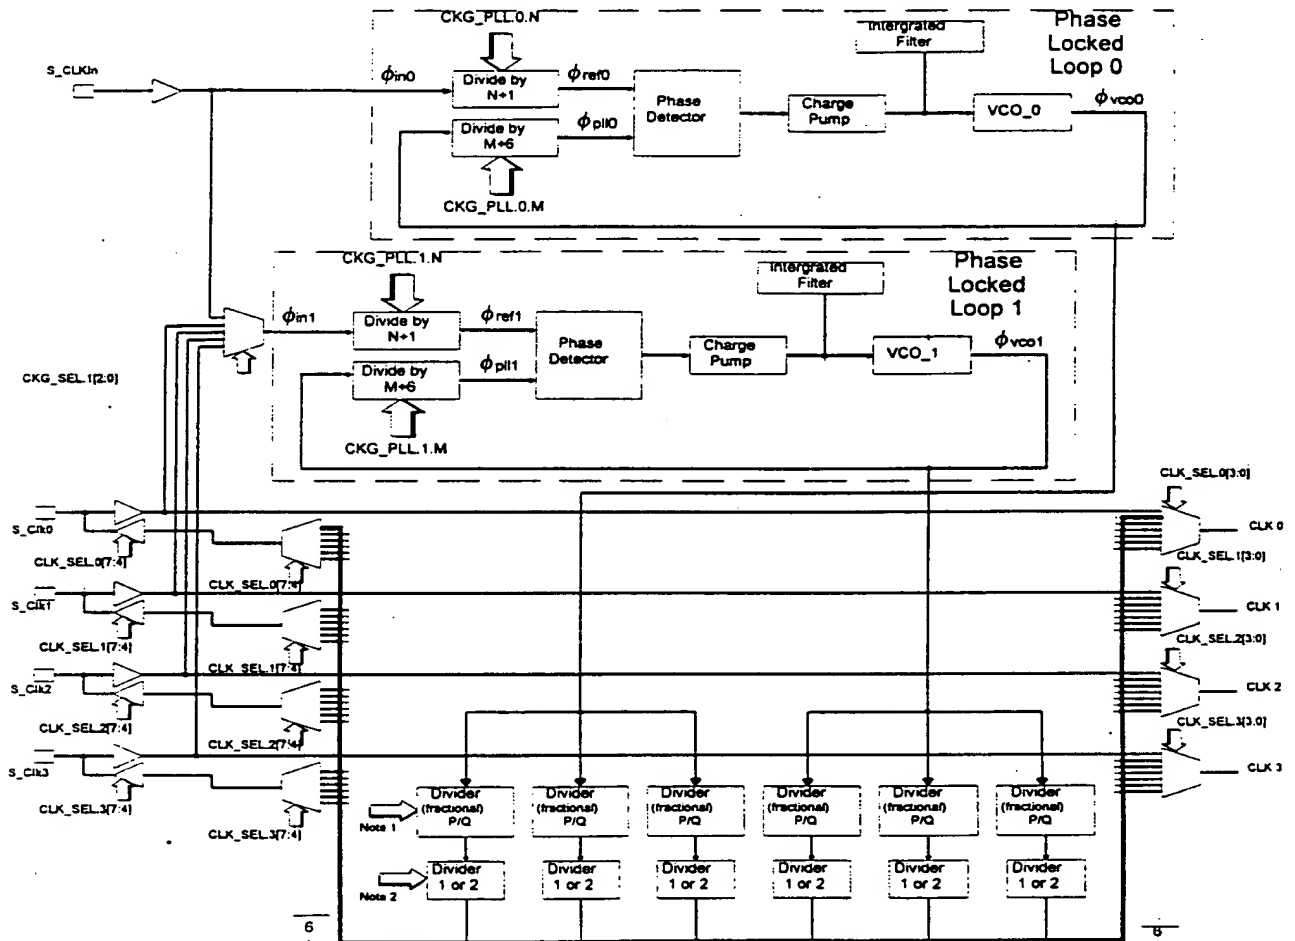 CKG_PLL.0.N
Intergrated
Filter
Phase
Locked
Loop 0
S_CLKIn
ϕin0
Divide by
N+1
ϕref0
Phase
Detector
Charge
Pump
VCO_0
ϕvco0
Divide by
M+6
ϕpll0
CKG_PLL.0.M
CKG_PLL.1.N
Intergrated
Filter
Phase
Locked
Loop 1
ϕin1
Divide by
N+1
ϕref1
Phase
Detector
Charge
Pump
VCO_1
ϕvco1
Divide by
M+6
ϕpll1
CKG_SEL.1[2:0]
CKG_PLL.1.M
CLK_SEL.0[3:0]
S_Clk0
CLK 0
CLK_SEL.0[7:4]
CLK_SEL.0[7:4]
CLK_SEL.1[3:0]
S_Clk1
CLK 1
CLK_SEL.1[7:4]
CLK_SEL.1[7:4]
CLK_SEL.2[3:0]
S_Clk2
CLK 2
CLK_SEL.2[7:4]
CLK_SEL.2[7:4]
CLK_SEL.3[3:0]
S_Clk3
CLK 3
CLK_SEL.3[7:4]
CLK_SEL.3[7:4]
Note 1
Divider
(fractional)
P/Q
Divider
(fractional)
P/Q
Divider
(fractional)
P/Q
Divider
(fractional)
P/Q
Divider
(fractional)
P/Q
Divider
(fractional)
P/Q
Note 2
Divider
1 or 2
Divider
1 or 2
Divider
1 or 2
Divider
1 or 2
Divider
1 or 2
Divider
1 or 2
6
6